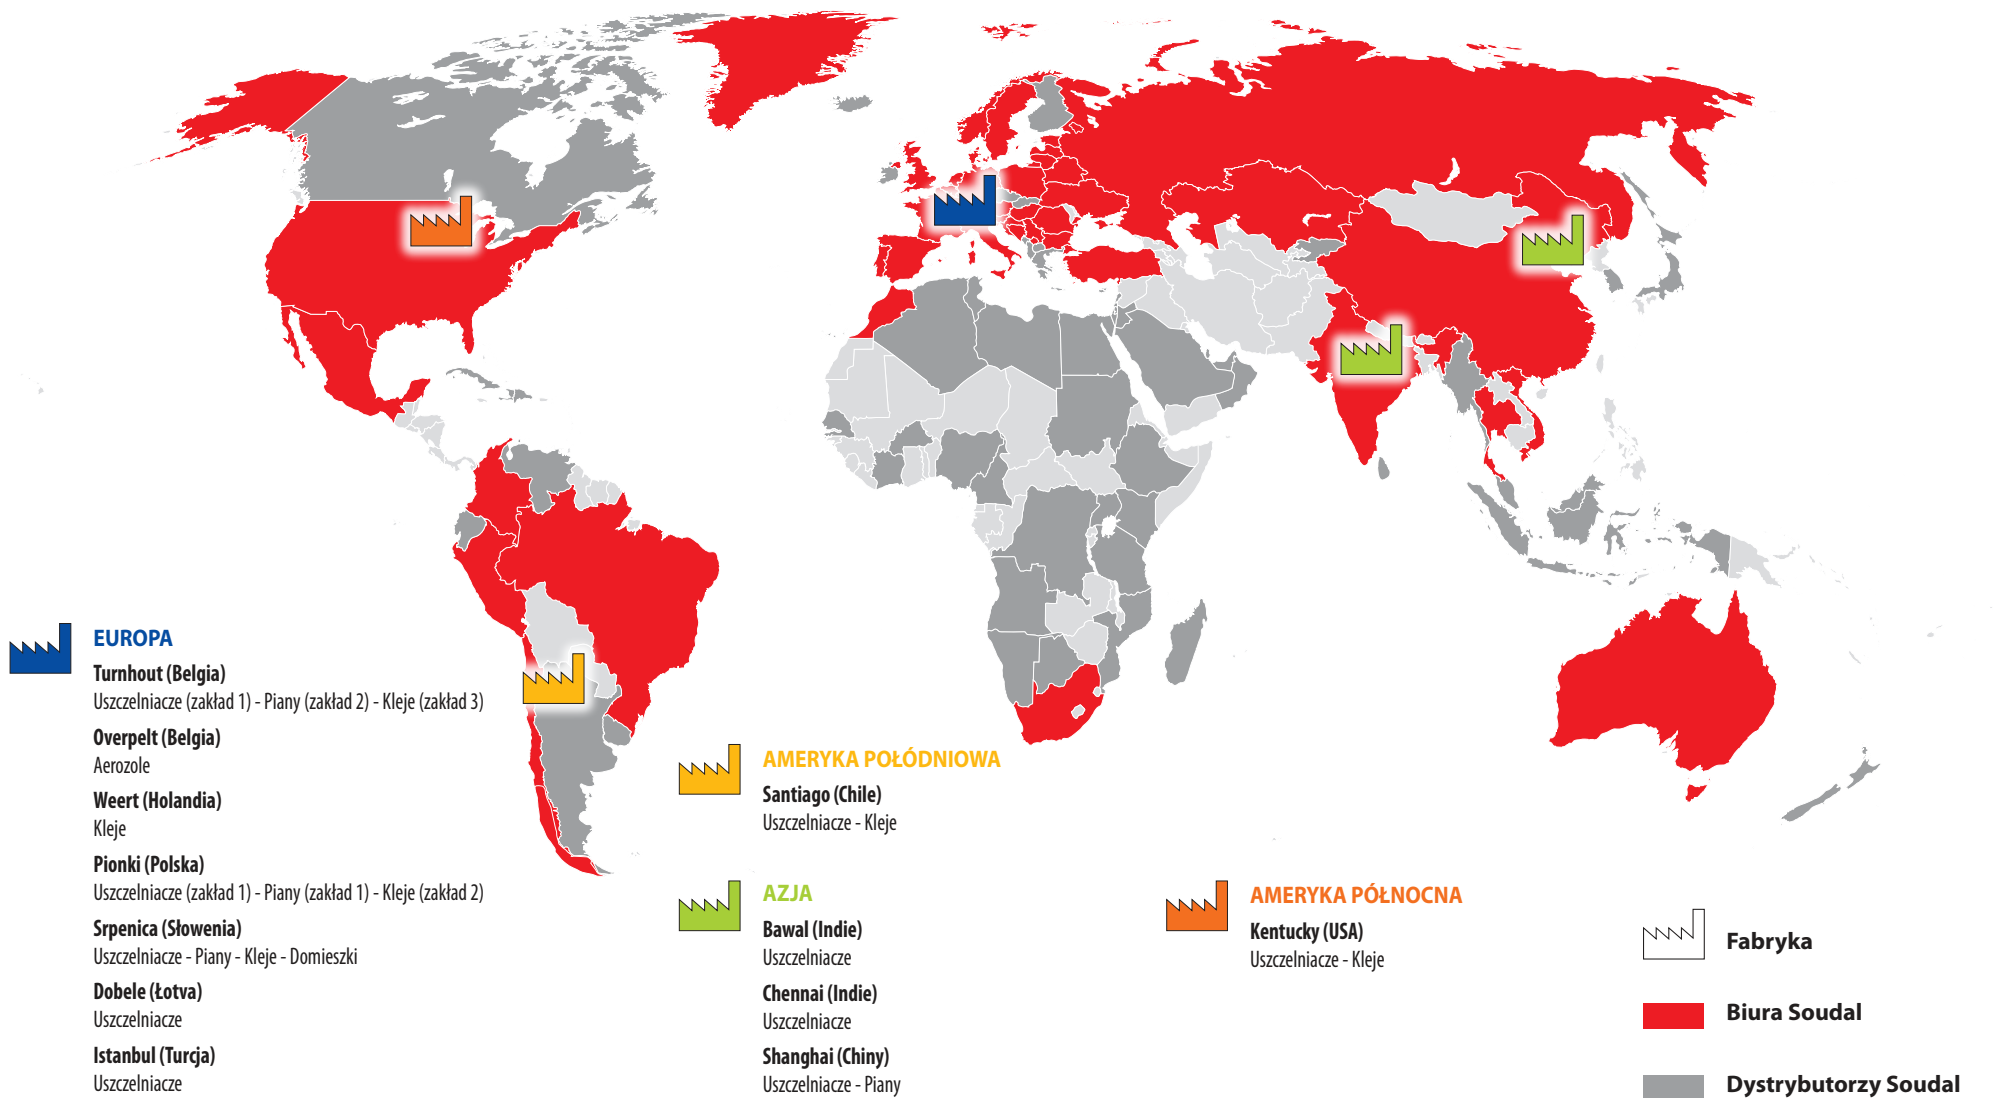 EUROPA
Turnhout (Belgia)
Uszczelniacze (zakład 1) - Piany (zakład 2) - Kleje (zakład 3)
Overpelt (Belgia)
Aerozole
Weert (Holandia)
Kleje
Pionki (Polska)
Uszczelniacze (zakład 1) - Piany (zakład 1) - Kleje (zakład 2)
Srpenica (Słowenia)
Uszczelniacze - Piany - Kleje - Domieszki
Dobele (Łotva)
Uszczelniacze
Istanbul (Turcja)
Uszczelniacze
AMERYKA POŁÓDNIOWA
Santiago (Chile)
Uszczelniacze - Kleje
AZJA
Bawal (Indie)
Uszczelniacze
Chennai (Indie)
Uszczelniacze
Shanghai (Chiny)
Uszczelniacze - Piany
AMERYKA PÓŁNOCNA
Kentucky (USA)
Uszczelniacze - Kleje
Fabryka
Biura Soudal
Dystrybutorzy Soudal